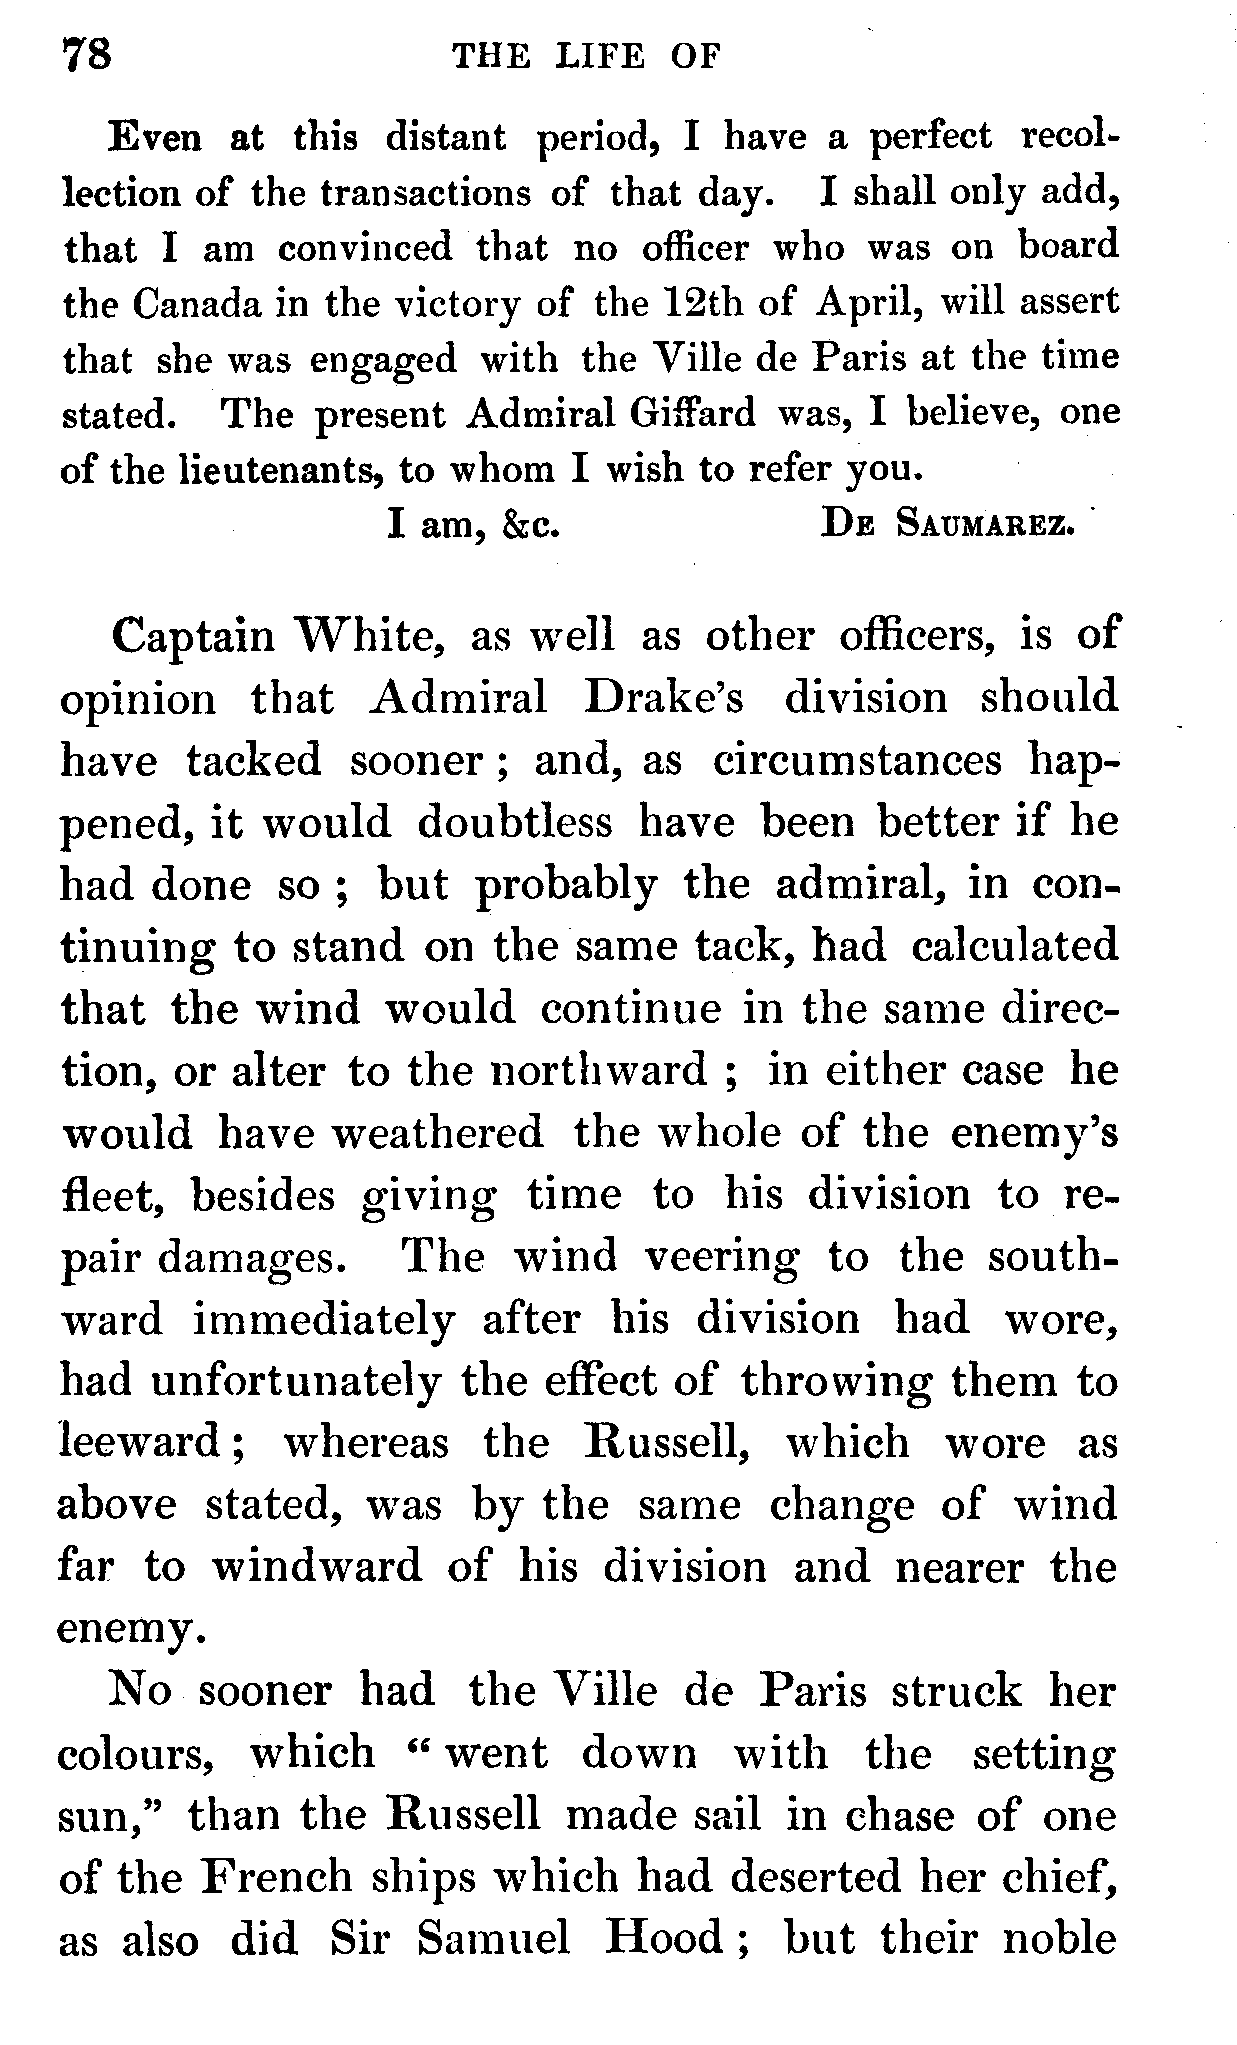 78 THE LIFE OF
Even at this distant period, I have a perfect recol-
lection of the transactions of that day. I shall only add,
that I am convinced that no officer who was on board
the Canada in the victory of the 12th of April, will assert
that she was engaged with the Ville de Paris at the time
stated. The present Admiral Giffard was, I believe, one
of the lieutenants, to whom I wish to refer you.
I am, &c. DE SAUMAREZ.
Captain White, as well as other officers, is of
opinion that Admiral Drake's division should
have tacked sooner ; and, as circumstances hap-
pened, it would doubtless have been better if he
had done so ; but probably the admiral, in con-
tinuing to stand on the same tack, had calculated
that the wind would continue in the same direc-
tion, or alter to the northward ; in either case he
would have weathered the whole of the enemy's
fleet, besides giving time to his division to re-
pair damages. The wind veering to the south-
ward immediately after his division had wore,
had unfortunately the effect of throwing them to
leeward ; whereas the Russell, which wore as
above stated, was by the same change of wind
far to windward of his division and nearer the
enemy.
No sooner had the Ville de Paris struck her
colours, which “ went down with the setting
sun,” than the Russell made sail in chase of one
of the French ships which had deserted her chief,
as also did Sir Samuel Hood ; but their noble